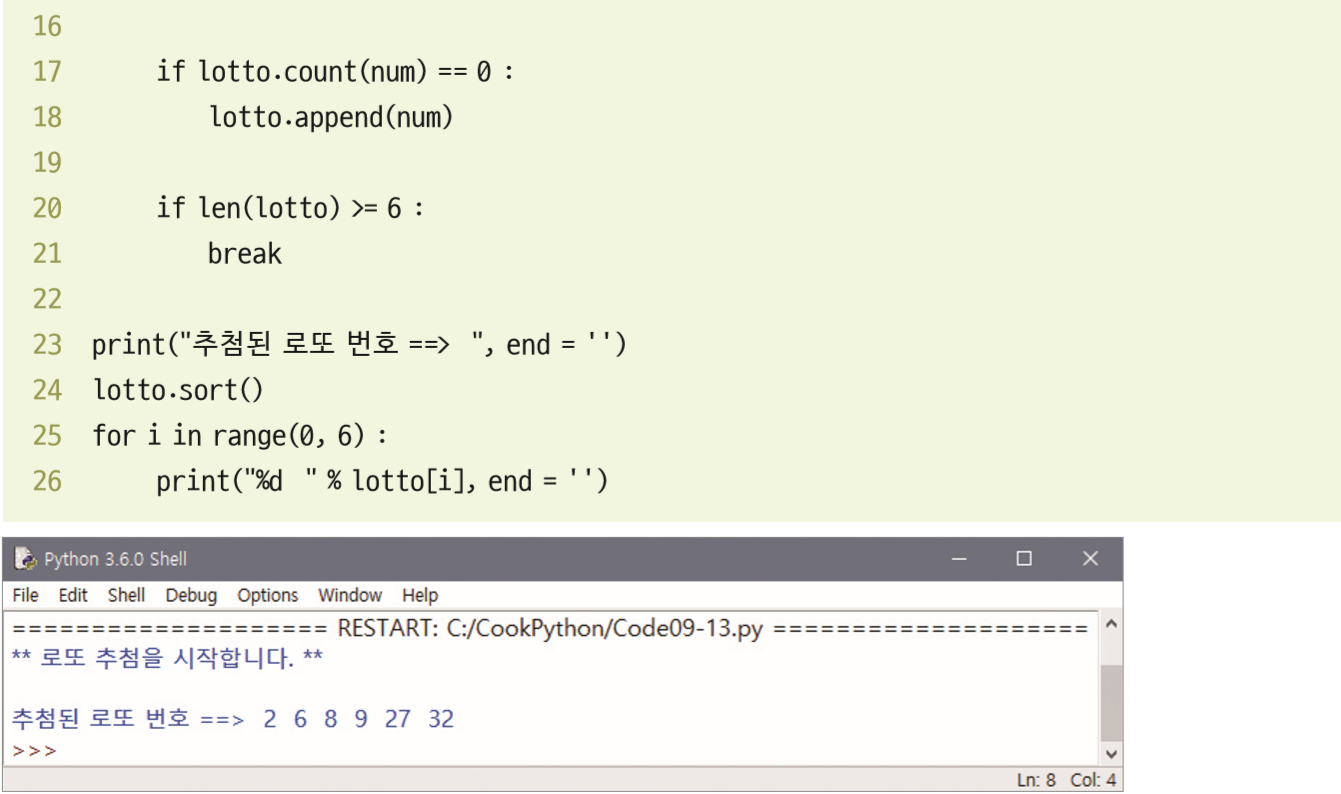 16
17 if lotto.count(num) == 0 :
18 lotto.append(num)
19
20 if len(lotto) >= 6 :
21 break
22
23 print("추첨된 로또 번호 ==> ", end = '')
24 lotto.sort()
25 for i in range(0, 6) :
26 print("%d " % lotto[i], end = '')
Python 3.6.0 Shell
File Edit Shell Debug Options Window Help
==================== RESTART: C:/CookPython/Code09-13.py ====================
** 로또 추첨을 시작합니다. **
추첨된 로또 번호 ==> 2 6 8 9 27 32
>>>
Ln: 8 Col: 4